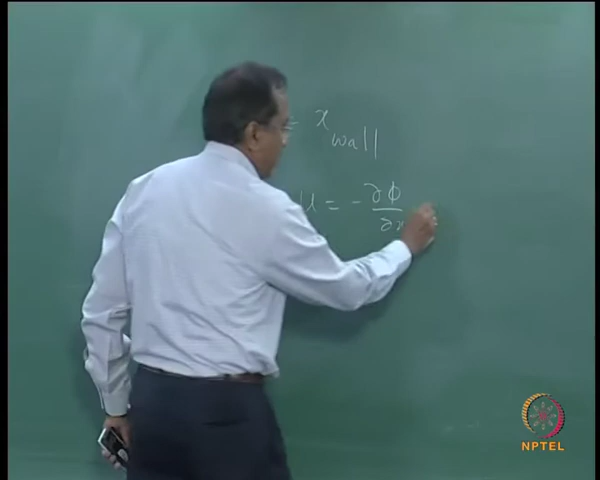 = x wall
u = - ∂ϕ/∂x
NPTEL